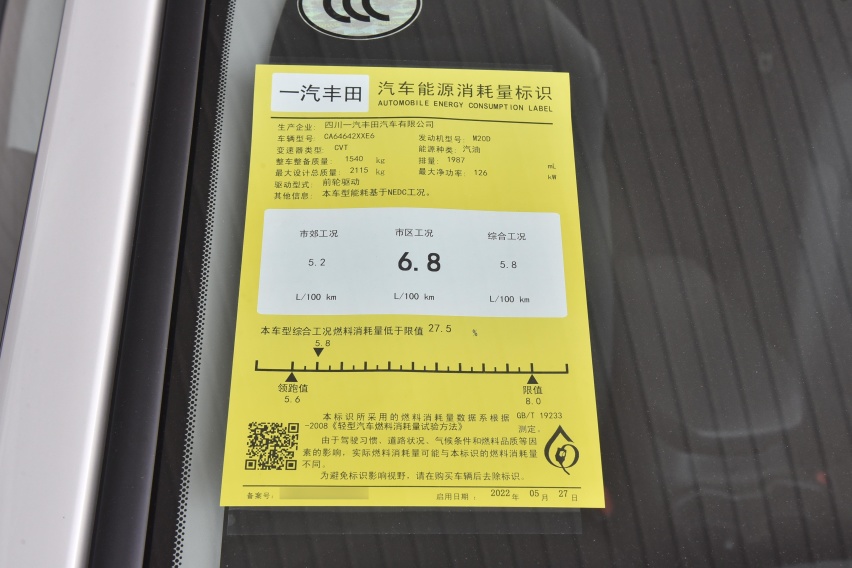 CCC
一汽丰田
汽车能源消耗量标识
AUTOMOBILE ENERGY CONSUMPTION LABEL
生产企业: 四川一汽丰田汽车有限公司
车辆型号: CA64642XXE6 发动机型号: M20D
变速器类型: CVT 能源种类: 汽油
整车整备质量: 1540 kg 排量: 1987 mL
最大设计总质量: 2115 kg 最大净功率: 126 kW
驱动型式: 前轮驱动
其他信息: 本车型能耗基于NEDC工况。
市郊工况 市区工况 综合工况
5.2 6.8 5.8
L/100 km L/100 km L/100 km
本车型综合工况燃料消耗量低于限值 27.5 %
5.8
领跑值 限值
5.6 8.0
本标识所采用的燃料消耗量数据系根据 GB/T 19233
-2008《轻型汽车燃料消耗量试验方法》 测定。
由于驾驶习惯、道路状况、气候条件和燃料品质等因
素的影响,实际燃料消耗量可能与本标识的燃料消耗量
不同。
为避免标识影响视野,请在购买车辆后去除标识。
备案号: 启用日期: 2022年 05月 27日